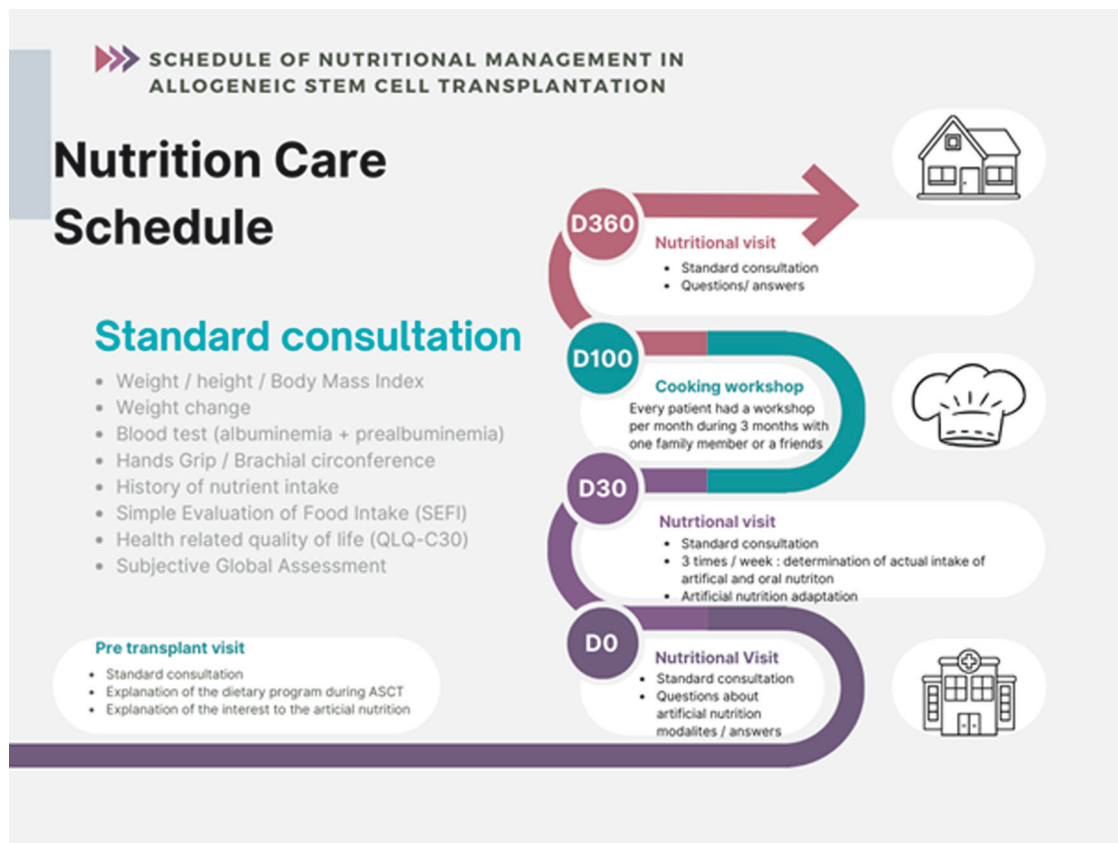 SCHEDULE OF NUTRITIONAL MANAGEMENT IN
ALLOGENEIC STEM CELL TRANSPLANTATION
Nutrition Care
Schedule
Standard consultation
• Weight / height / Body Mass Index
• Weight change
• Blood test (albuminemia + prealbuminemia)
• Hands Grip / Brachial circonference
• History of nutrient intake
• Simple Evaluation of Food Intake (SEFI)
• Health related quality of life (QLQ-C30)
• Subjective Global Assessment
Pre transplant visit
• Standard consultation
• Explanation of the dietary program during ASCT
• Explanation of the interest to the articial nutrition
D360
Nutritional visit
• Standard consultation
• Questions/ answers
D100
Cooking workshop
Every patient had a workshop
per month during 3 months with
one family member or a friends
D30
Nutrtional visit
• Standard consultation
• 3 times / week : determination of actual intake of
artifical and oral nutriton
• Artificial nutrition adaptation
D0
Nutritional Visit
• Standard consultation
• Questions about
artificial nutrition
modalites / answers